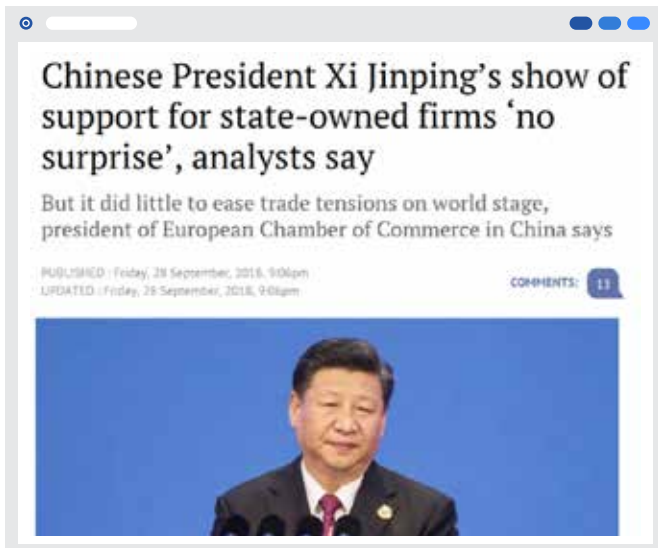 Chinese President Xi Jinping’s show of
support for state-owned firms ‘no
surprise’, analysts say
But it did little to ease trade tensions on world stage,
president of European Chamber of Commerce in China says
PUBLISHED : Friday, 28 September, 2018, 9:06pm
UPDATED : Friday, 28 September, 2018, 9:06pm
COMMENTS: 11